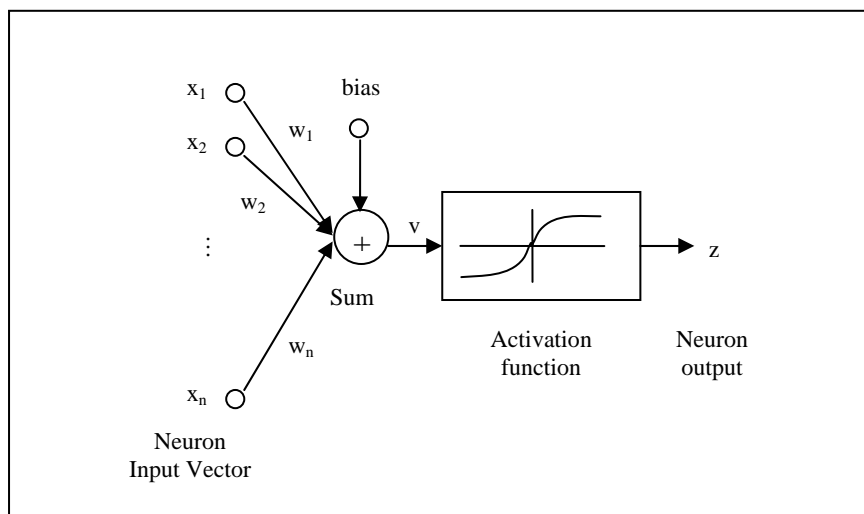 x₁
bias
w₁
x₂
w₂
⋮
v
+
z
Sum
wₙ
Activation
function
Neuron
output
xₙ
Neuron
Input Vector